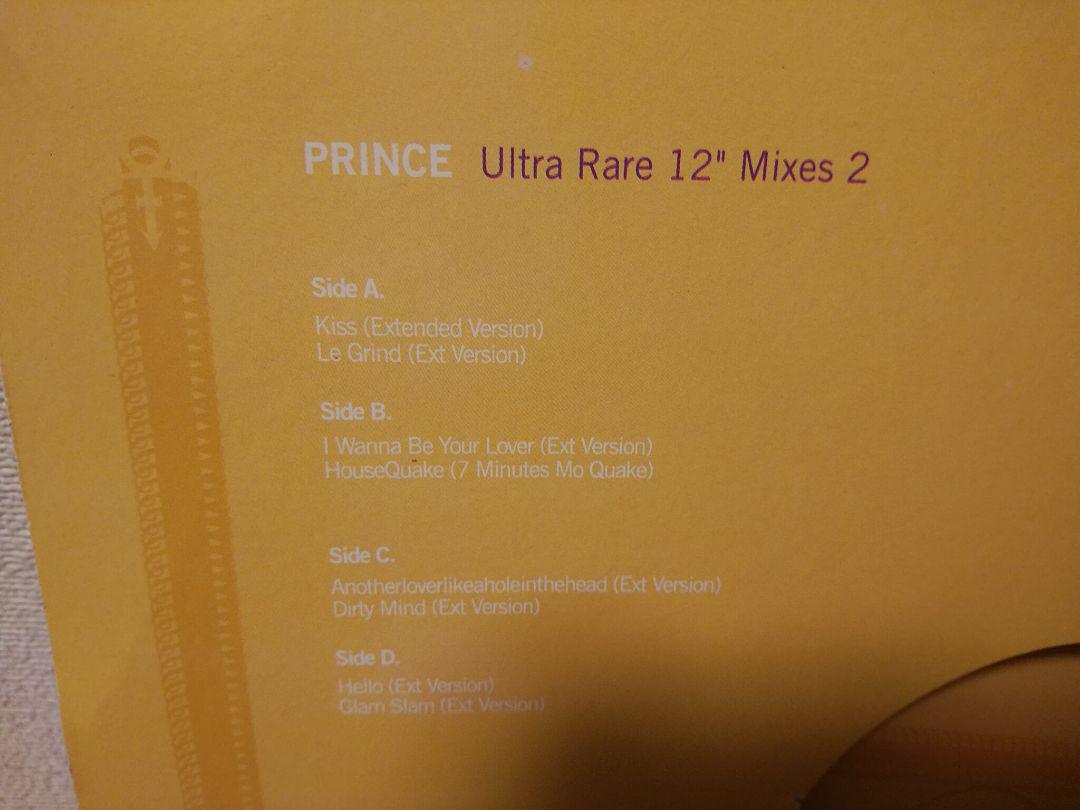 PRINCE Ultra Rare 12" Mixes 2
Side A.
Kiss (Extended Version)
Le Grind (Ext Version)
Side B.
I Wanna Be Your Lover (Ext Version)
HouseQuake (7 Minutes Mo Quake)
Side C.
Anotherloverlikeaholeinthehead (Ext Version)
Dirty Mind (Ext Version)
Side D.
Hello (Ext Version)
Glam Slam (Ext Version)